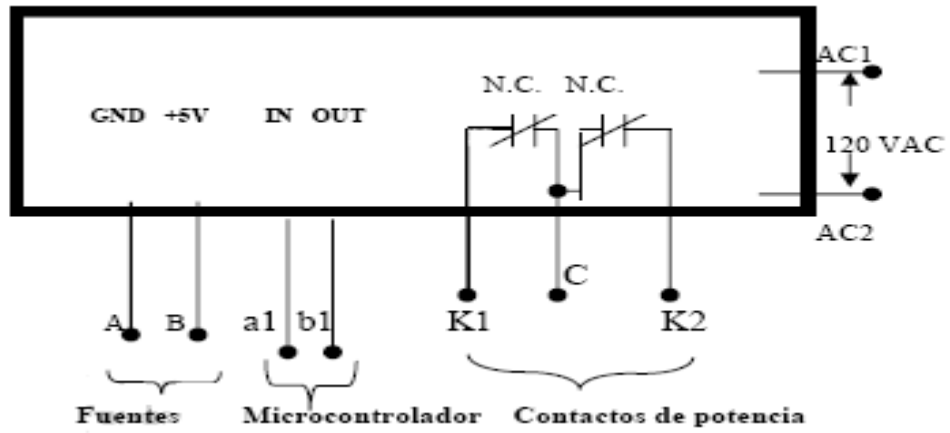 AC1
N.C. N.C.
GND +5V IN OUT
120 VAC
AC2
C
A B a1 b1 K1 K2
Fuentes Microcontrolador Contactos de potencia